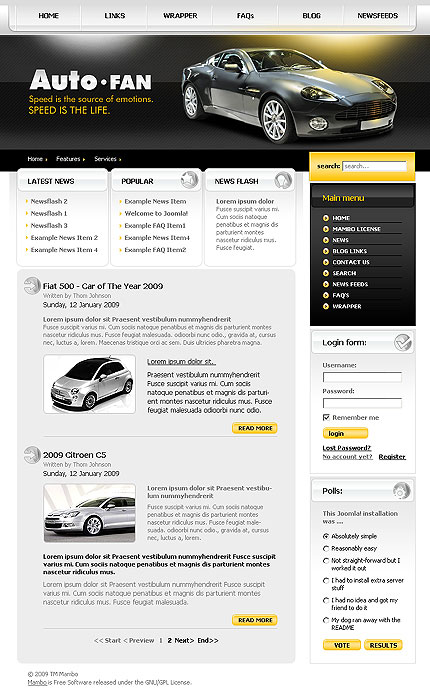 HOME LINKS WRAPPER FAQs BLOG NEWSFEEDS
Auto·FAN
Speed is the source of emotions.
SPEED IS THE LIFE.
Home Features Services
search: search...
LATEST NEWS
Newsflash 2
Newsflash 1
Newsflash 3
Example News Item 2
Example News Item 4
POPULAR
Example News Item
Welcome to Joomla!
Example FAQ Item1
Example News Item4
Example FAQ Item2
NEWS FLASH
Lorem ipsum dolor
Fusce suscipit varius mi.
Cum sociis natoque
penatibus et magnis dis
parturient montes
nascetur ridiculus mus.
Fusce feugiat.
Main menu
HOME
MAMBO LICENSE
NEWS
BLOG LINKS
CONTACT US
SEARCH
NEWS FEEDS
FAQ'S
WRAPPER
Fiat 500 - Car of The Year 2009
Written by Thom Johnson
Sunday, 12 January 2009
Lorem ipsum dolor sit Praesent vestibulum nummyhendrerit
Fusce suscipit varius mi. Cum sociis natoque penatibus et magnis dis parturient montes
nascetur ridiculus mus. Fusce feugiat malesuada. odioorbi nunc odio., gravida at, cursus
nec, luctus a, lorem. Maecenas tristique orci ac sem. Duis ultricies pharetra magna.
Lorem ipsum dolor sit.
Praesent vestibulum nummyhendrerit
Fusce suscipit varius mi. Cum sociis
natoque penatibus et magnis dis parturi-
ent montes, nascetur ridiculus mus.
Fusce feugiat malesuada odioorbi nunc odio.
READ MORE
2009 Citroen C5
Written by Thom Johnson
Sunday, 12 January 2009
Lorem ipsum dolor sit Praesent vestibu-
lum nummyhendrerit
Fusce suscipit varius mi. Cum sociis natoque
penatibus et magnis dis parturient montes,
nascetur ridiculus mus. Fusce feugiat male-
suada. odioorbi nunc odio., gravida at, cursus
nec, luctus a, lorem.
Lorem ipsum dolor sit Praesent vestibulum nummyhendrerit Fusce suscipit
varius mi. Cum sociis natoque penatibus et magnis dis parturient montes, nascetur
ridiculus mus.
Fusce suscipit varius mi. Cum sociis natoque penatibus et magnis dis parturient montes,
nascetur ridiculus mus. Fusce feugiat malesuada.
READ MORE
<< Start < Preview 1 2 Next> End>>
Login form:
Username:
Password:
Remember me
login
Lost Password?
No account yet? Register
Polls:
This Joomla! installation
was ...
Absolutely simple
Reasonably easy
Not straight-forward but I
worked it out
I had to install extra server
stuff
I had no idea and got my
friend to do it
My dog ran away with the
README
VOTE RESULTS
© 2009 TM Mambo
Mambo is Free Software released under the GNU/GPL License.